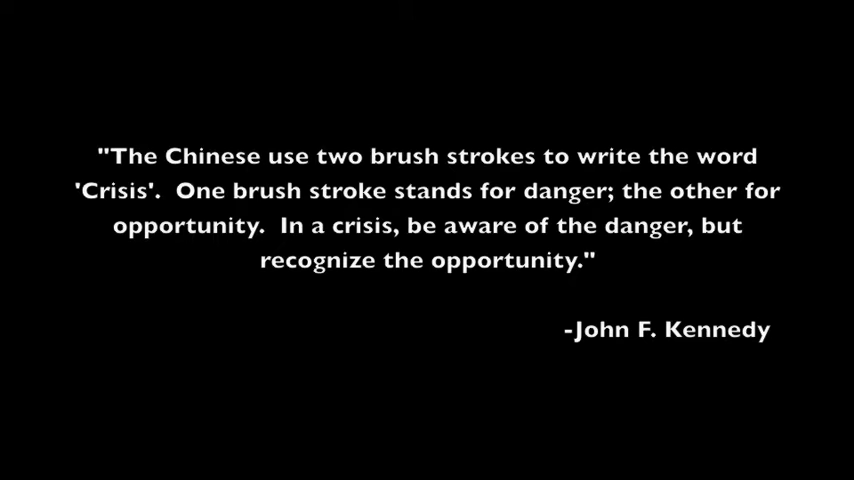 "The Chinese use two brush strokes to write the word
'Crisis'.  One brush stroke stands for danger; the other for
opportunity.  In a crisis, be aware of the danger, but
recognize the opportunity."
-John F. Kennedy